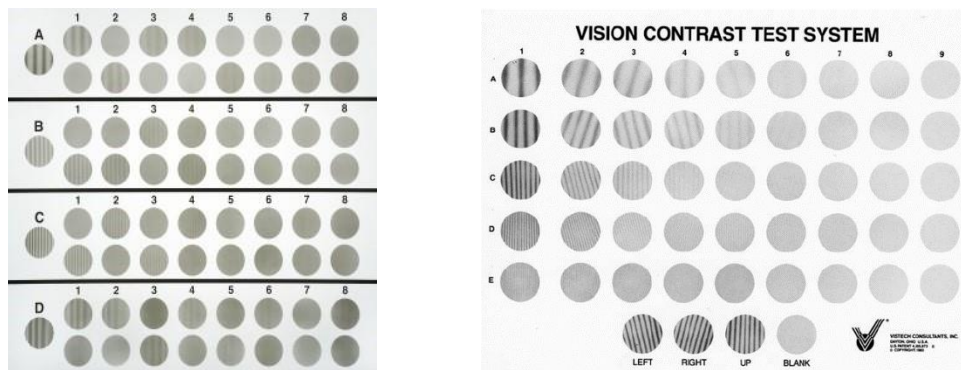 1 2 3 4 5 6 7 8
A
1 2 3 4 5 6 7 8
B
1 2 3 4 5 6 7 8
C
1 2 3 4 5 6 7 8
D
VISION CONTRAST TEST SYSTEM
1 2 3 4 5 6 7 8 9
A
B
C
D
E
LEFT RIGHT UP BLANK
VISTECH CONSULTANTS, INC.
DAYTON, OHIO U.S.A.